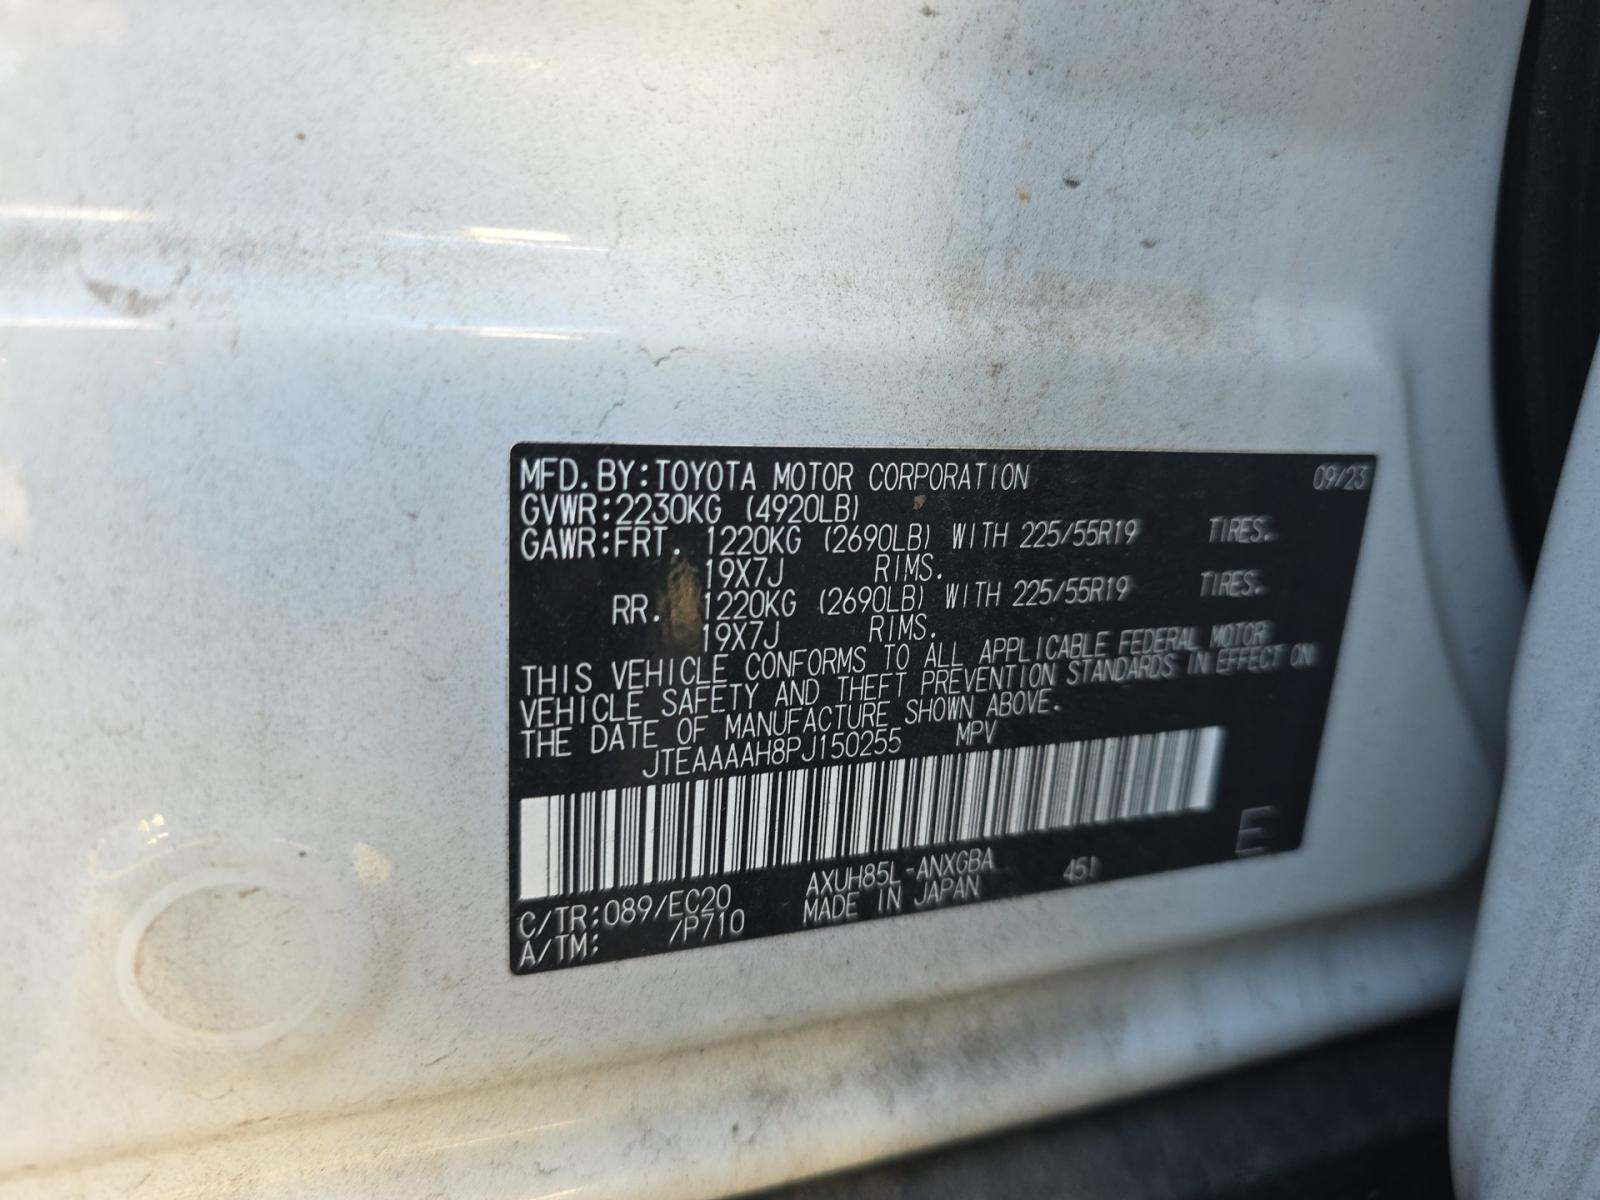 MFD. BY: TOYOTA MOTOR CORPORATION 09/23
GVWR: 2230KG (4920LB)
GAWR: FRT. 1220KG (2690LB) WITH 225/55R19 TIRES.
19X7J RIMS.
RR. 1220KG (2690LB) WITH 225/55R19 TIRES.
19X7J RIMS.
THIS VEHICLE CONFORMS TO ALL APPLICABLE FEDERAL MOTOR
VEHICLE SAFETY AND THEFT PREVENTION STANDARDS IN EFFECT ON
THE DATE OF MANUFACTURE SHOWN ABOVE.
JTEAAAAH8PJ150255 MPV
E
C/TR: 089/EC20 AXUH85L-ANXGBA 451
A/TM: /P710 MADE IN JAPAN